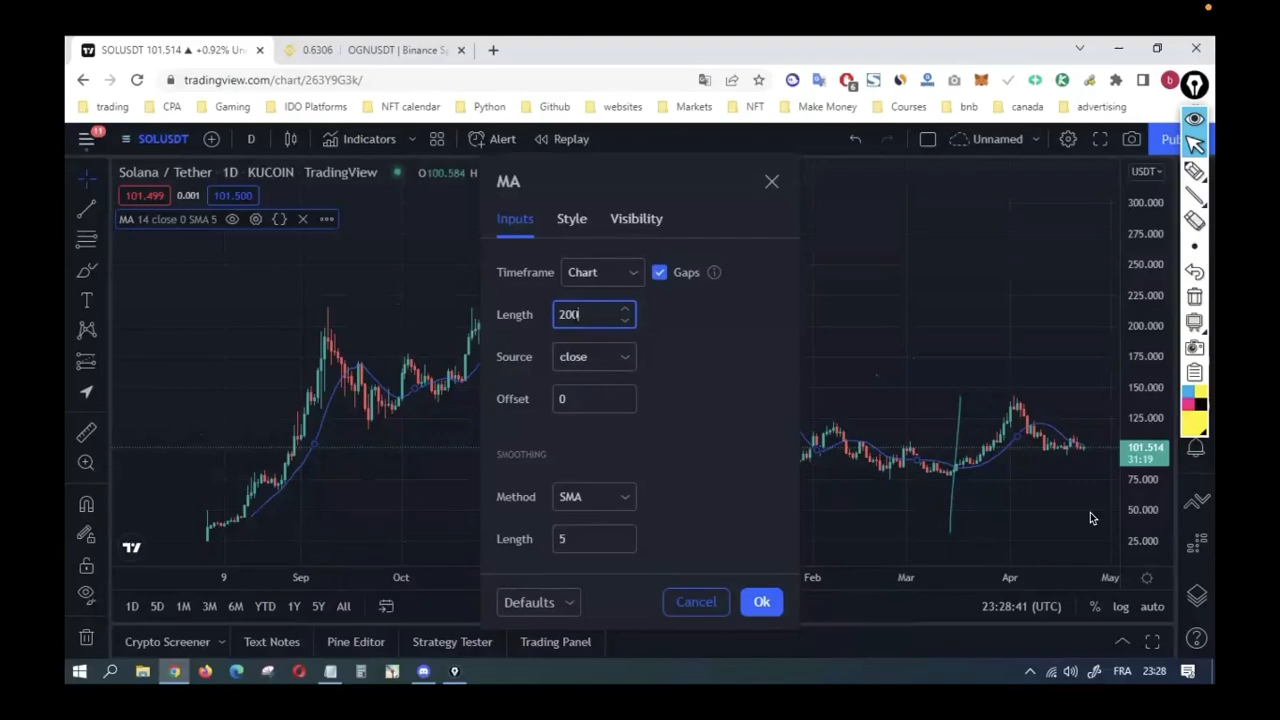 SOLUSDT 101.514 ▲ +0.92% Un
0.6306 OGNUSDT | Binance S
tradingview.com/chart/263Y9G3k/
6
b
trading CPA Gaming IDO Platforms NFT calendar Python Github websites Markets NFT Make Money Courses bnb canada advertising
11
SOLUSDT D Indicators Alert Replay Unnamed Pu
Solana / Tether 1D KUCOIN TradingView O100.584 H
101.499 0.001 101.500
MA 14 close 0 SMA 5
MA
Inputs Style Visibility
Timeframe Chart Gaps
Length 200
Source close
Offset 0
SMOOTHING
Method SMA
Length 5
Defaults Cancel Ok
USDT
300.000
275.000
250.000
225.000
200.000
175.000
150.000
125.000
101.514
31:19
75.000
50.000
25.000
9 Sep Oct Feb Mar Apr May
1D 5D 1M 3M 6M YTD 1Y 5Y All 23:28:41 (UTC) % log auto
Crypto Screener Text Notes Pine Editor Strategy Tester Trading Panel
FRA 23:28